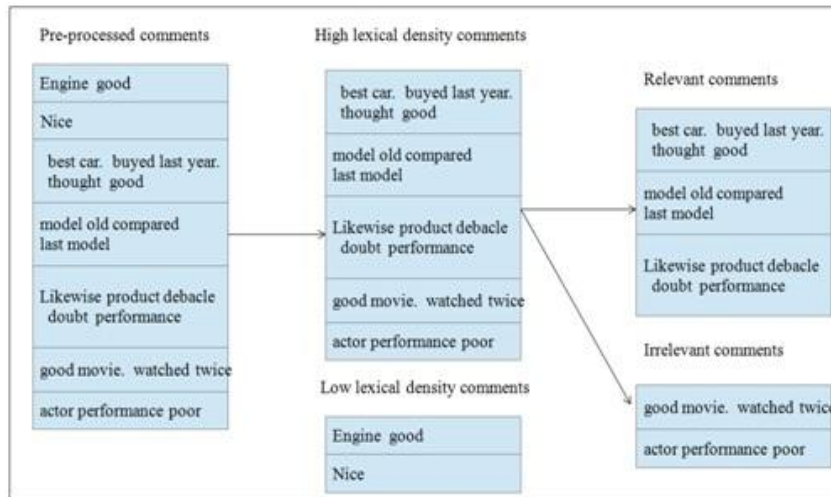 Pre-processed comments
Engine good
Nice
best car. buyed last year.
thought good
model old compared
last model
Likewise product debacle
doubt performance
good movie. watched twice
actor performance poor
High lexical density comments
best car. buyed last year.
thought good
model old compared
last model
Likewise product debacle
doubt performance
good movie. watched twice
actor performance poor
Low lexical density comments
Engine good
Nice
Relevant comments
best car. buyed last year.
thought good
model old compared
last model
Likewise product debacle
doubt performance
Irrelevant comments
good movie. watched twice
actor performance poor